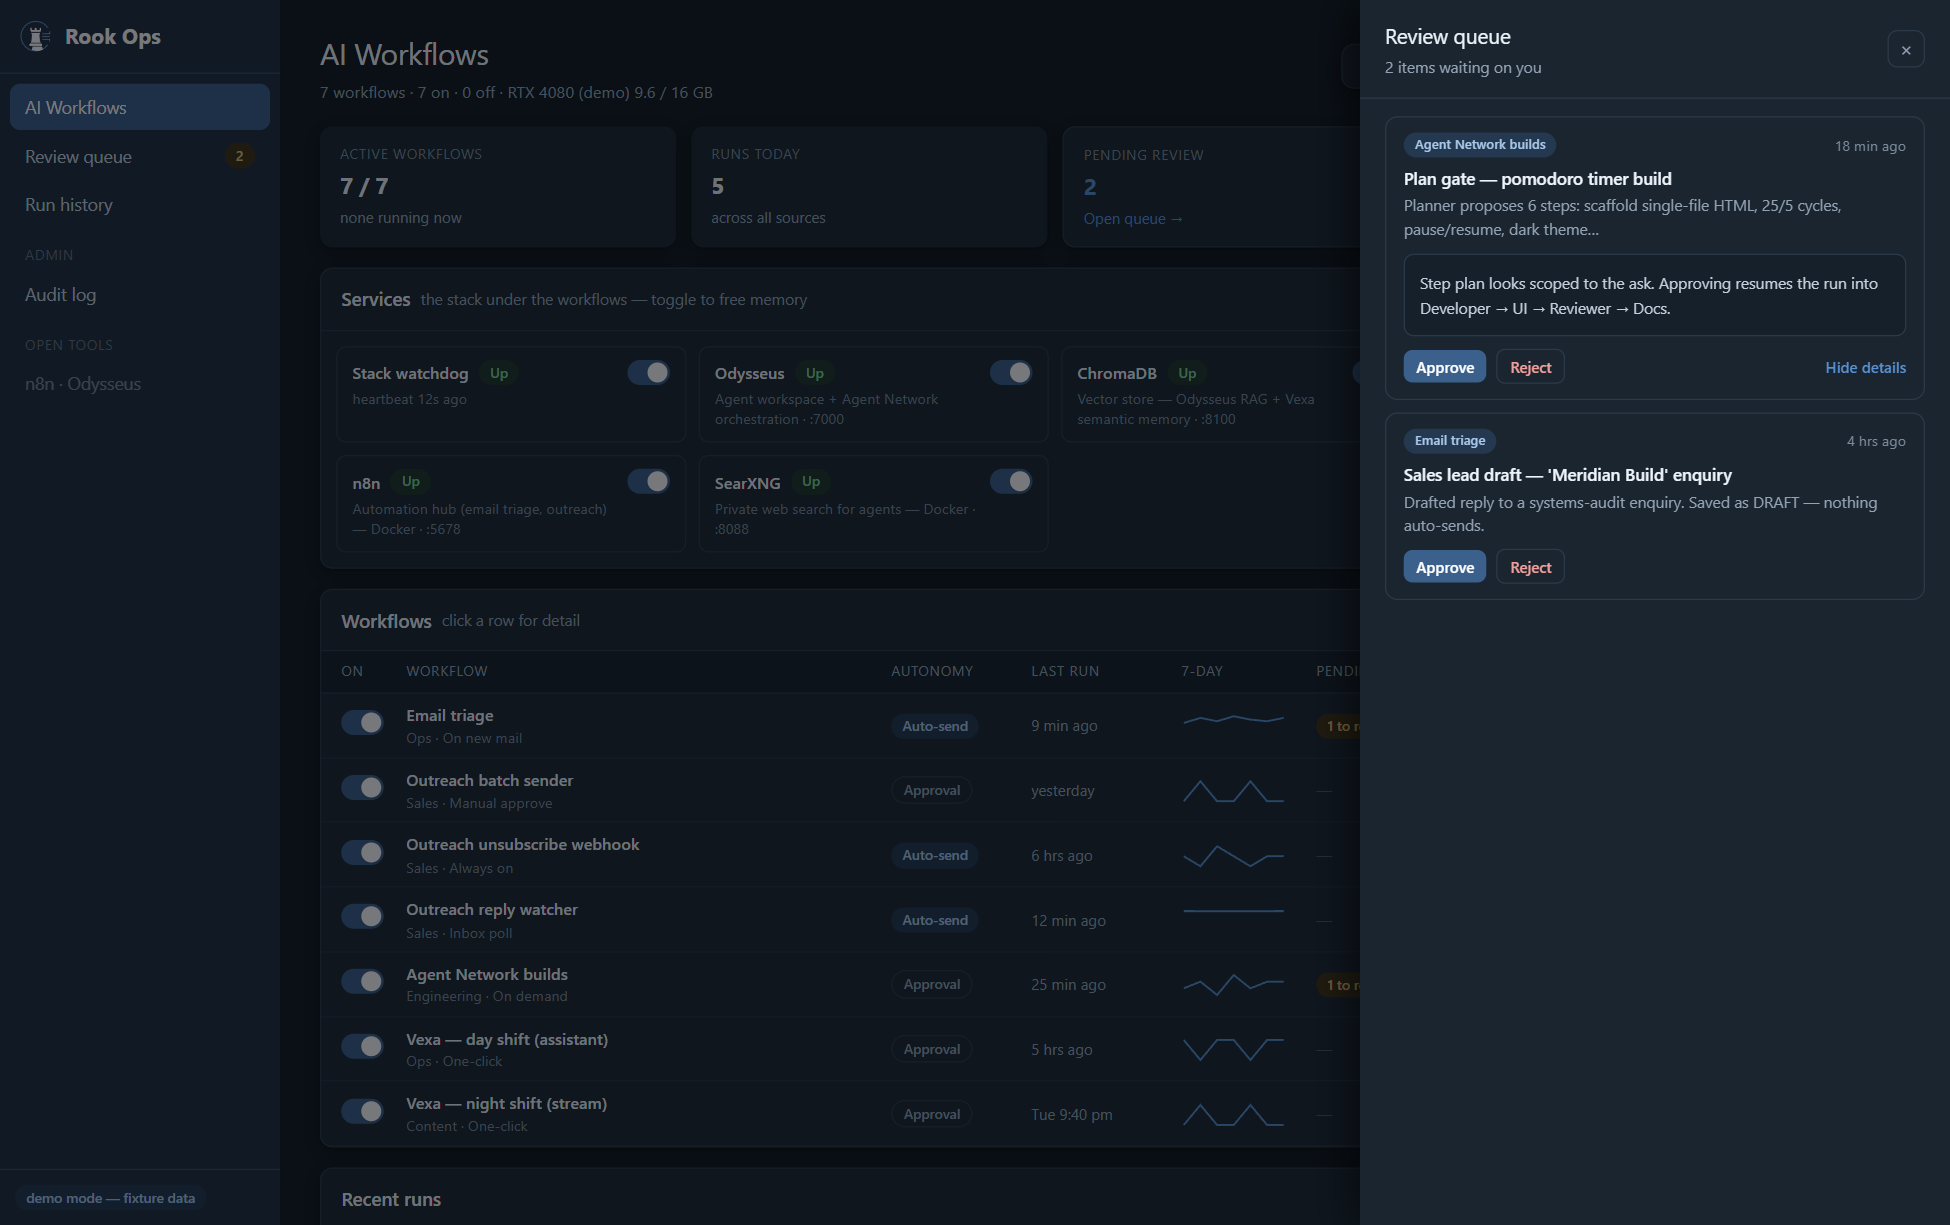 Rook Ops
AI Workflows
Review queue
2
Run history
ADMIN
Audit log
OPEN TOOLS
n8n · Odysseus
demo mode — fixture data
AI Workflows
7 workflows · 7 on · 0 off · RTX 4080 (demo) 9.6 / 16 GB
ACTIVE WORKFLOWS
7 / 7
none running now
RUNS TODAY
5
across all sources
PENDING REVIEW
2
Open queue →
Services the stack under the workflows — toggle to free memory
Stack watchdog Up
heartbeat 12s ago
Odysseus Up
Agent workspace + Agent Network
orchestration · :7000
ChromaDB Up
Vector store — Odysseus RAG + Vexa
semantic memory · :8100
n8n Up
Automation hub (email triage, outreach)
— Docker · :5678
SearXNG Up
Private web search for agents — Docker ·
:8088
Workflows click a row for detail
ON WORKFLOW AUTONOMY LAST RUN 7-DAY PENDI
Email triage
Ops · On new mail
Auto-send
9 min ago
1 to r
Outreach batch sender
Sales · Manual approve
Approval
yesterday
—
Outreach unsubscribe webhook
Sales · Always on
Auto-send
6 hrs ago
—
Outreach reply watcher
Sales · Inbox poll
Auto-send
12 min ago
—
Agent Network builds
Engineering · On demand
Approval
25 min ago
1 to r
Vexa — day shift (assistant)
Ops · One-click
Approval
5 hrs ago
—
Vexa — night shift (stream)
Content · One-click
Approval
Tue 9:40 pm
—
Recent runs
Review queue
2 items waiting on you
×
Agent Network builds
18 min ago
Plan gate — pomodoro timer build
Planner proposes 6 steps: scaffold single-file HTML, 25/5 cycles,
pause/resume, dark theme...
Step plan looks scoped to the ask. Approving resumes the run into
Developer → UI → Reviewer → Docs.
Approve
Reject
Hide details
Email triage
4 hrs ago
Sales lead draft — 'Meridian Build' enquiry
Drafted reply to a systems-audit enquiry. Saved as DRAFT — nothing
auto-sends.
Approve
Reject